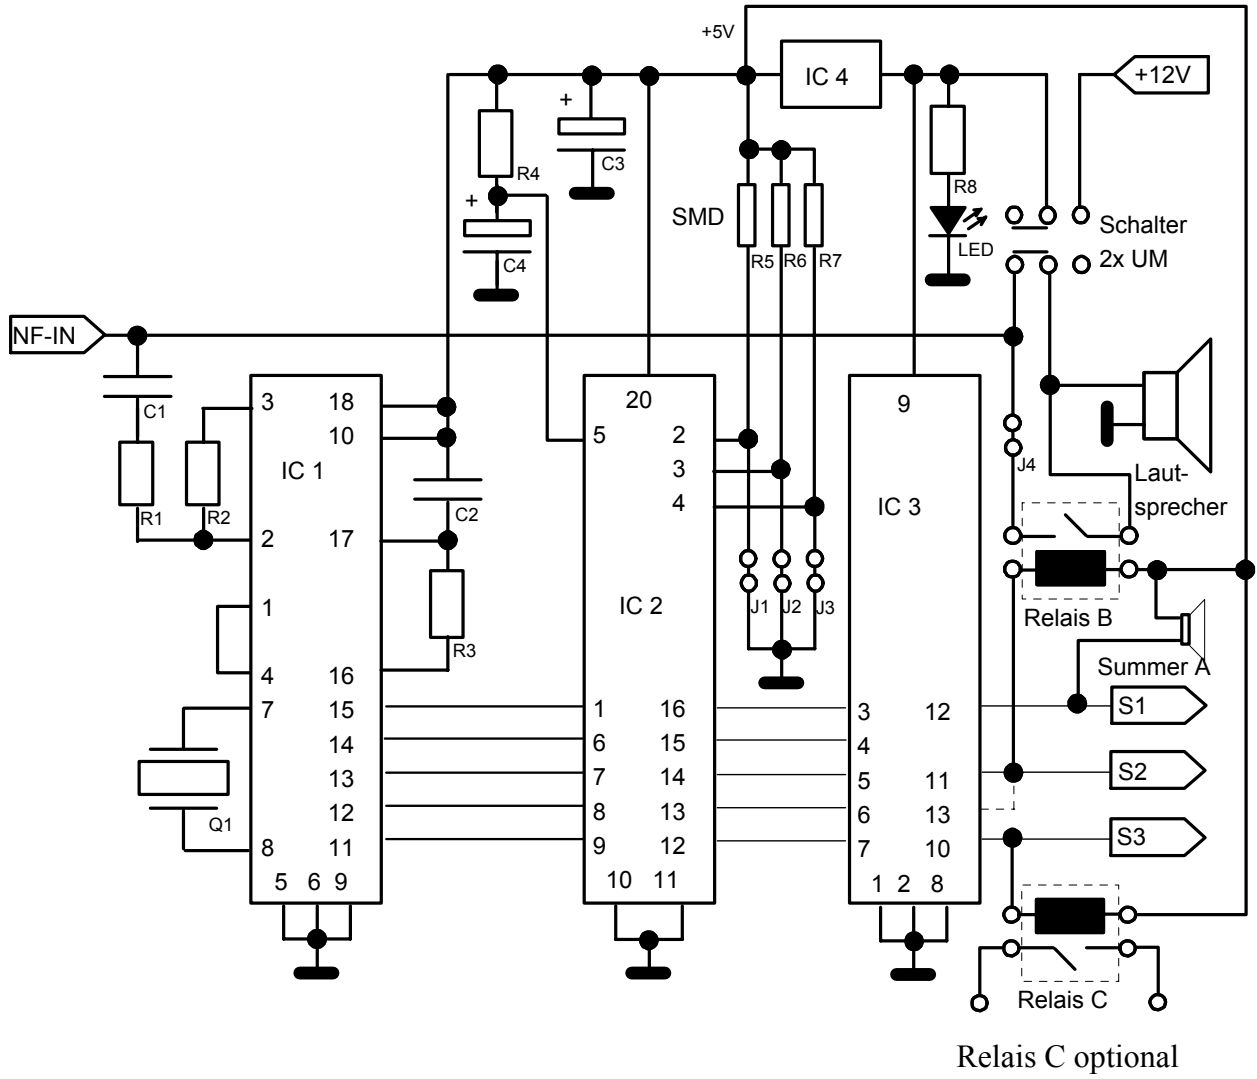 +5V
IC 4
+12V
+
C3
R4
+
C4
SMD
R5
R6
R7
R8
LED
Schalter
2x UM
NF-IN
C1
R1
R2
3
18
10
IC 1
2
17
1
4
16
7
15
14
13
12
8
11
5
6
9
Q1
C2
R3
20
5
2
3
4
IC 2
1
16
6
15
7
14
8
13
9
12
10
11
J1
J2
J3
9
IC 3
3
12
4
5
11
6
13
7
10
1
2
8
J4
Laut-
sprecher
Relais B
Summer A
S1
S2
S3
Relais C
Relais C optional